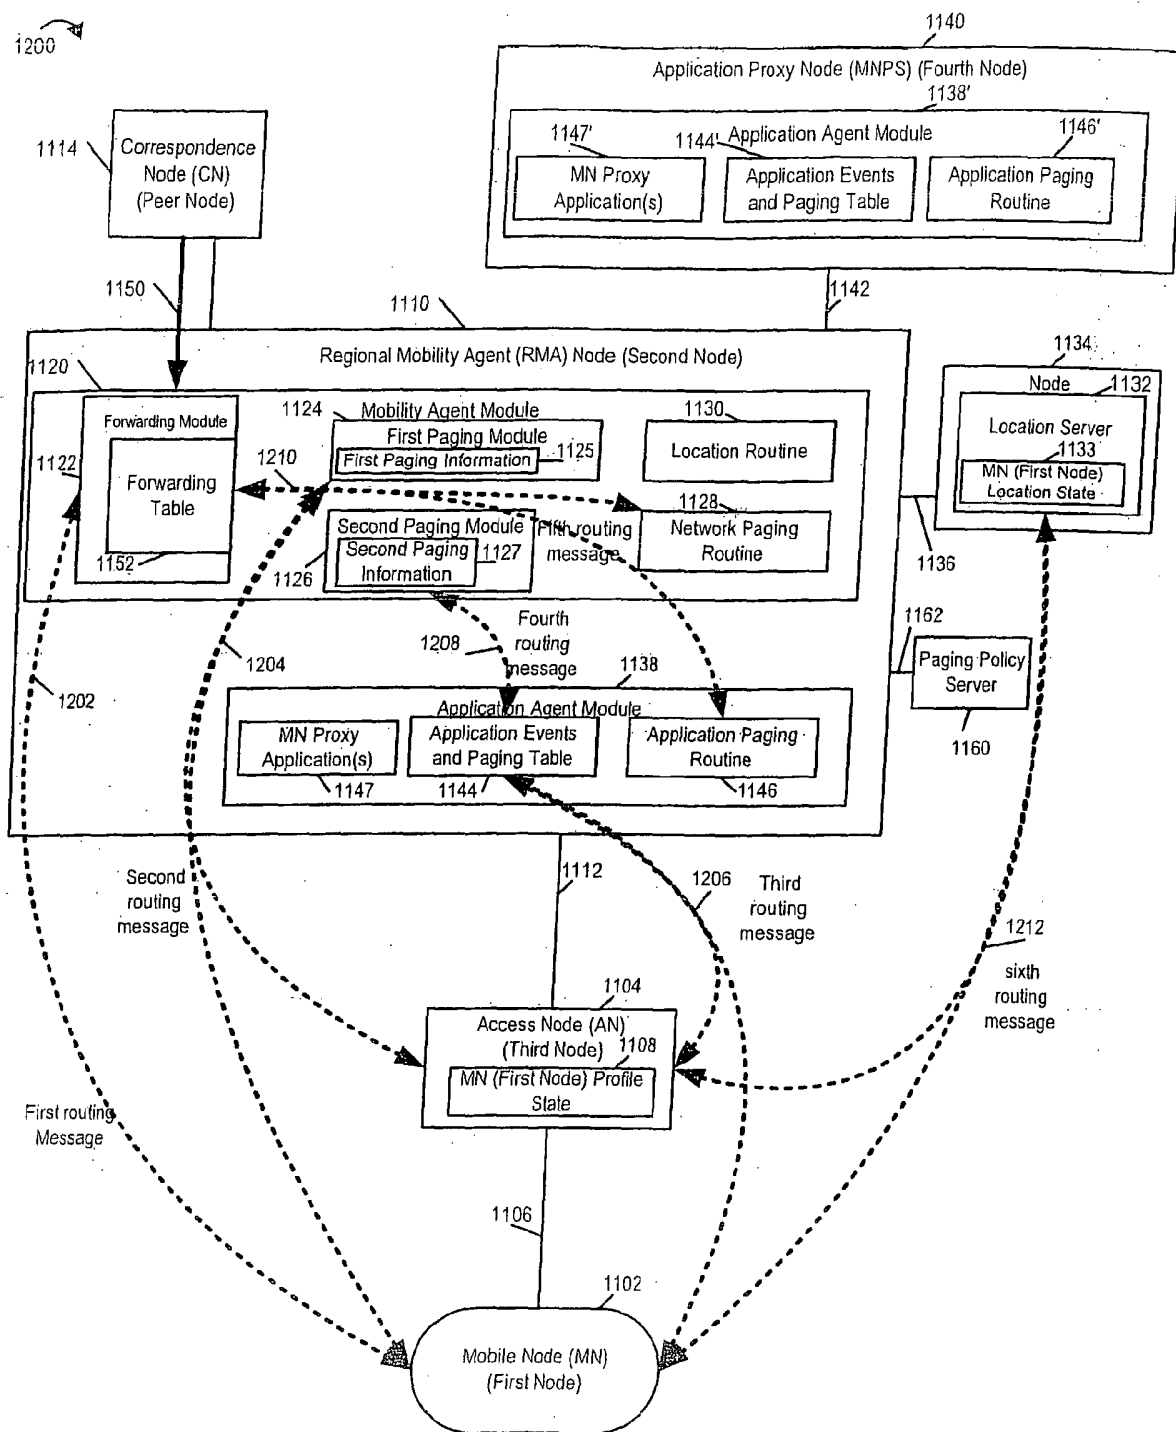 1200
1140
Application Proxy Node (MNPS) (Fourth Node)
1138'
Application Agent Module
1147'
1144'
1146'
MN Proxy
Application(s)
Application Events
and Paging Table
Application Paging
Routine
1114
Correspondence
Node (CN)
(Peer Node)
1150
1142
1110
Regional Mobility Agent (RMA) Node (Second Node)
1134
Node
1132
Location Server
1133
MN (First Node)
Location State
1136
1120
Forwarding Module
1122
Forwarding
Table
1152
Mobility Agent Module
1124
First Paging Module
First Paging Information
1125
1130
Location Routine
1210
Second Paging Module
Second Paging
Information
1127
1126
Fifth routing
message
1128
Network Paging
Routine
1162
Paging Policy
Server
1160
1202
1204
1208
Fourth
routing
message
1138
Application Agent Module
MN Proxy
Application(s)
1147
Application Events
and Paging Table
1144
Application Paging
Routine
1146
Second
routing
message
1112
1206
Third
routing
message
1212
sixth
routing
message
1104
Access Node (AN)
(Third Node)
1108
MN (First Node) Profile
State
First routing
Message
1106
1102
Mobile Node (MN)
(First Node)